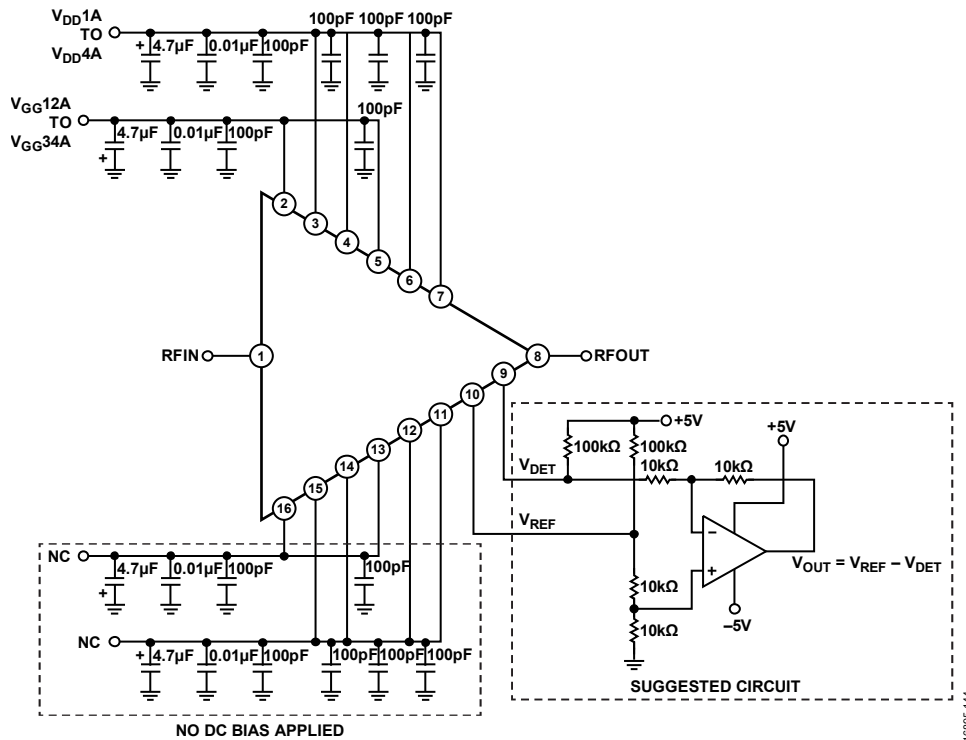 VDD1A
TO
VDD4A
4.7µF 0.01µF 100pF
100pF 100pF 100pF
+
VGG12A
TO
VGG34A
4.7µF 0.01µF 100pF
100pF
+
2
3
4
5
6
7
RFIN 1
8 RFOUT
9
10
11
12
13
14
15
16
+5V
+5V
100kΩ 100kΩ
10kΩ 10kΩ
VDET
VREF
–
+
VOUT = VREF – VDET
10kΩ
–5V
10kΩ
SUGGESTED CIRCUIT
NC
4.7µF 0.01µF 100pF 100pF
+
NC
+ 4.7µF 0.01µF 100pF 100pF 100pF 100pF
NO DC BIAS APPLIED